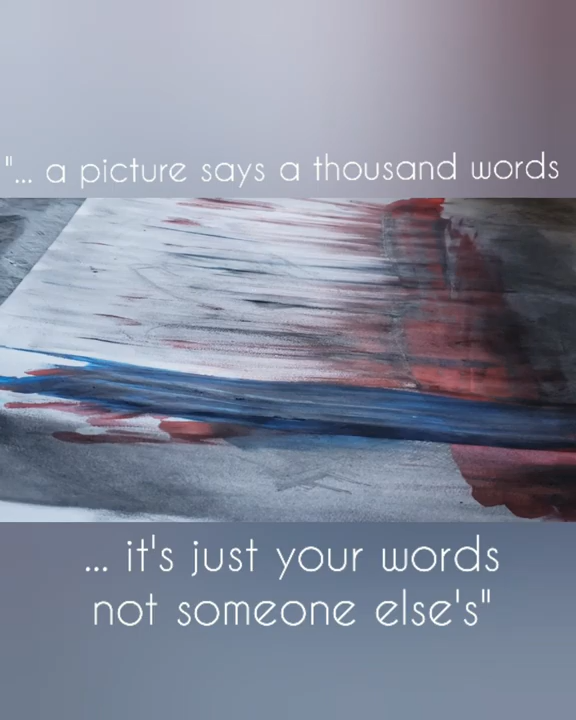 "... a picture says a thousand words
... it's just your words
not someone else's"